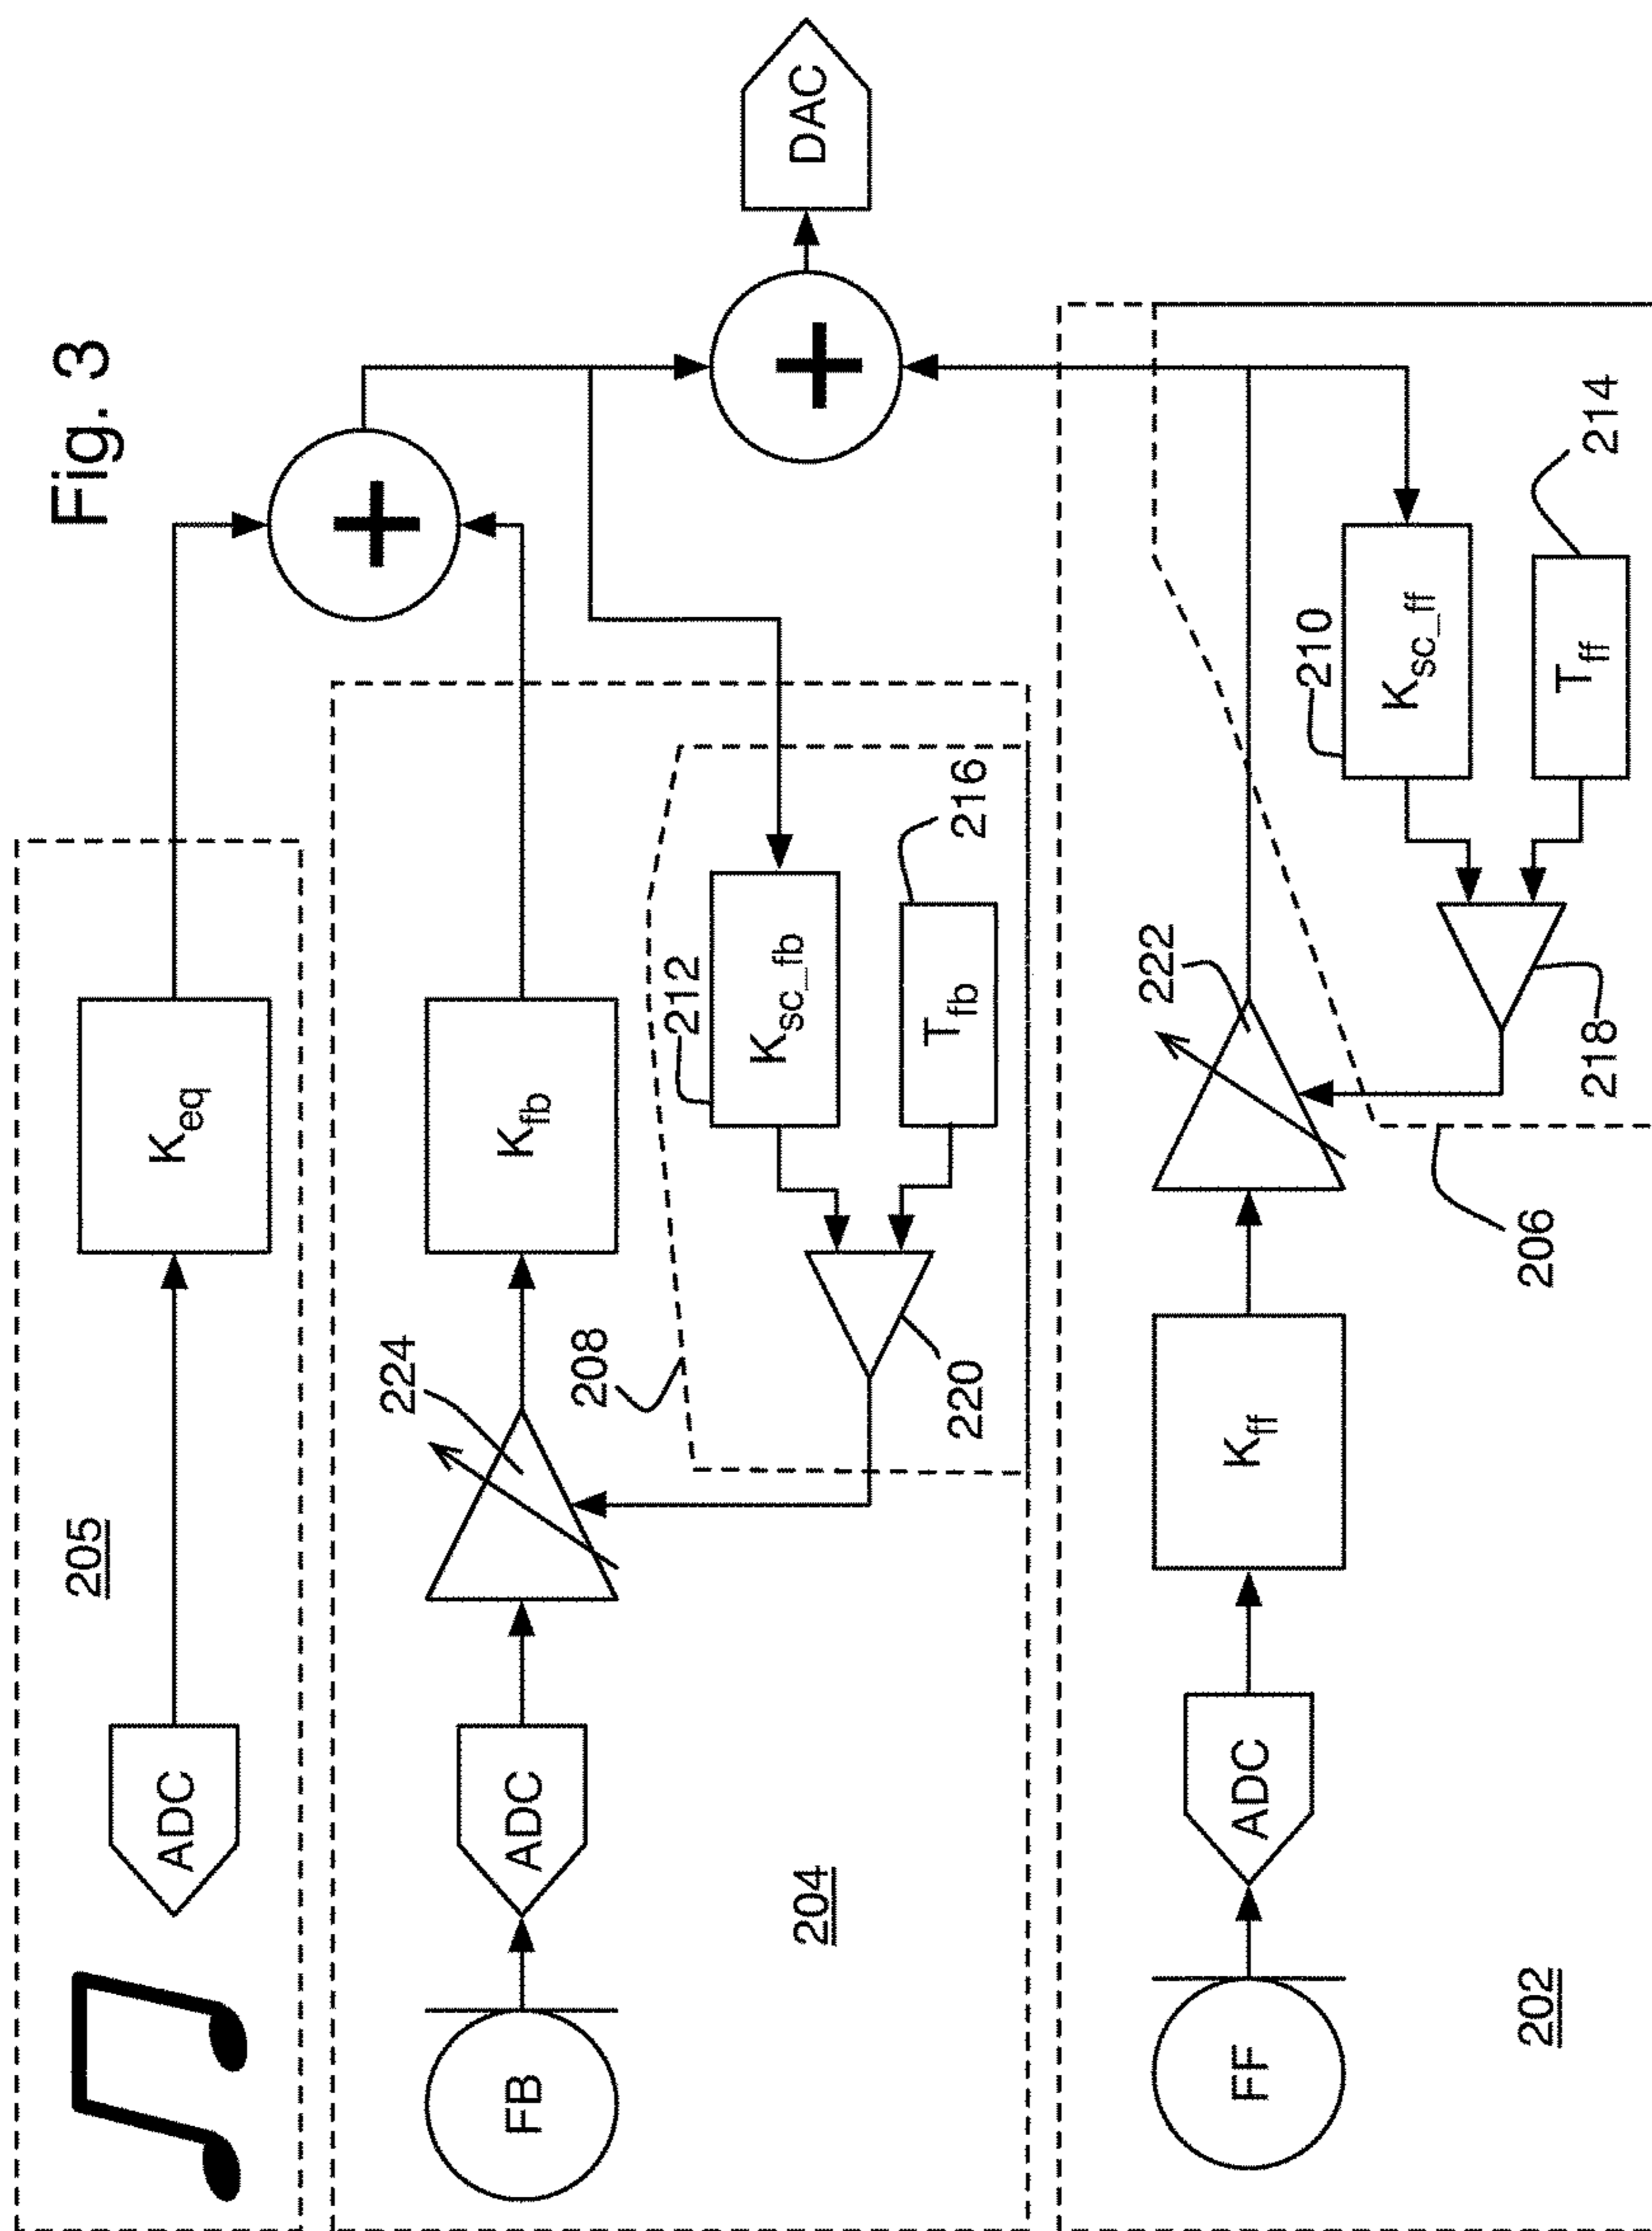 Fig. 3
205
ADC
K_eq
DAC
224
FB
ADC
K_fb
208
212
K_sc_fb
216
T_fb
220
204
222
FF
ADC
K_ff
206
210
K_sc_ff
214
T_ff
218
202